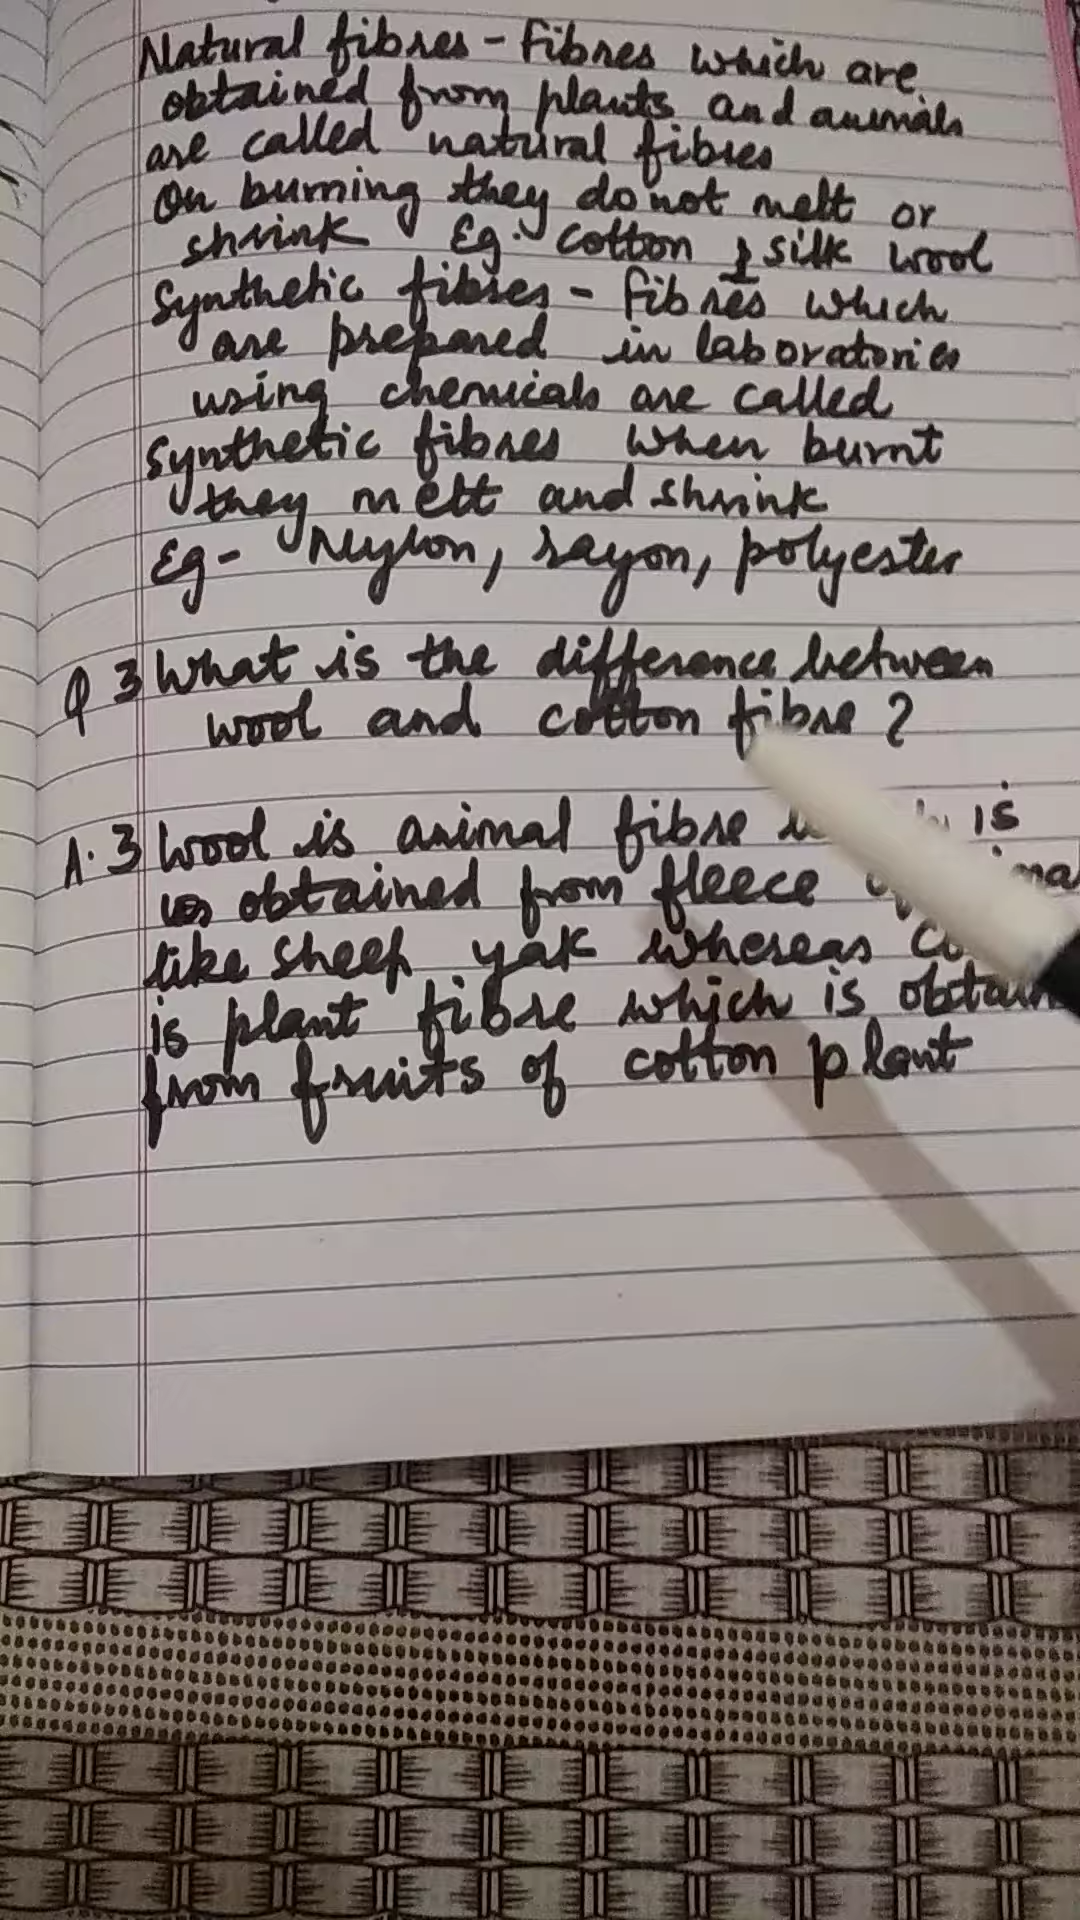 Natural fibres - fibres which are
obtained from plants and animals
are called natural fibres
On burning they do not melt or
shrink Eg. cotton, silk wool
Synthetic fibres - fibres which
are prepared in laboratories
using chemicals are called
synthetic fibres when burnt
they melt and shrink
Eg - Neylon, rayon, polyester
Q 3 What is the difference between
wool and cotton fibre ?
A. 3 Wool is animal fibre is
obtained from fleece
like sheep yak whereas
is plant fibre which is
from fruits of cotton plant